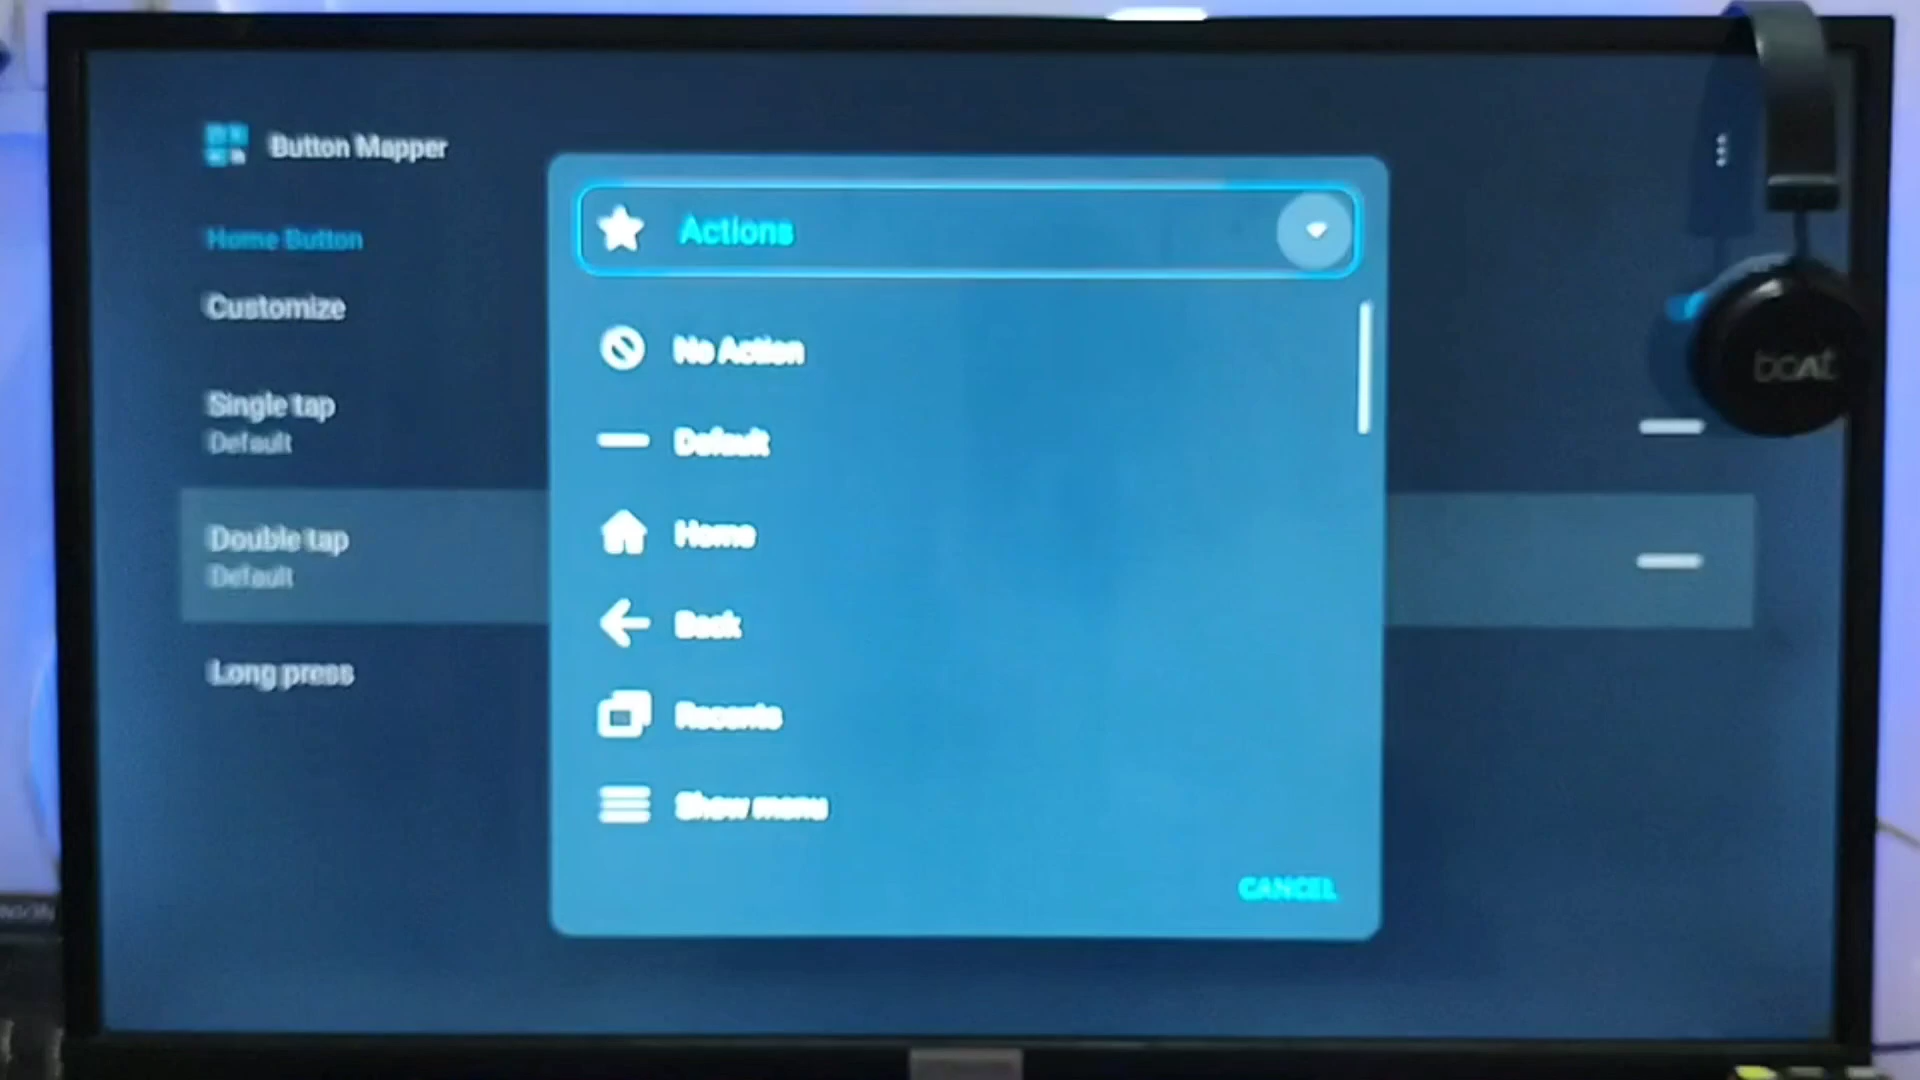 Button Mapper
Home Button
Customize
Single tap
Default
Double tap
Default
Long press
Actions
No Action
Default
Home
Back
Recents
Show menu
CANCEL
boAt